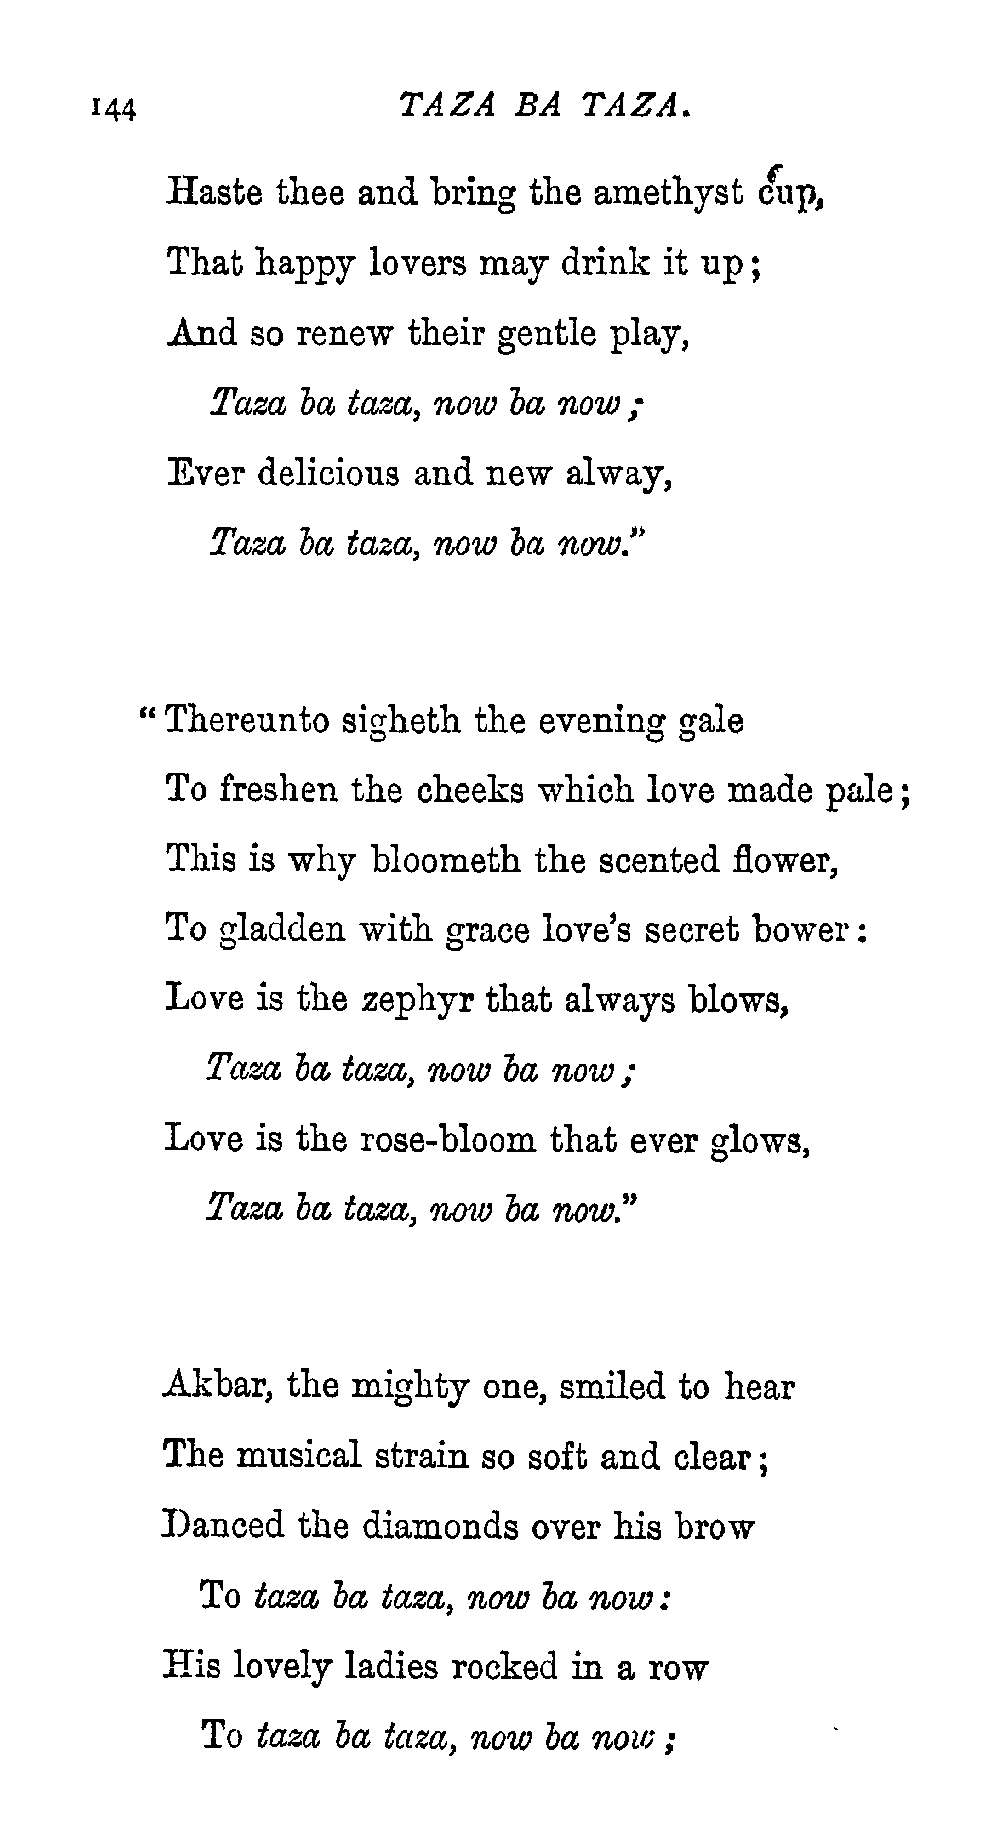 144 TAZA BA TAZA.
Haste thee and bring the amethyst cup,
That happy lovers may drink it up;
And so renew their gentle play,
Taza ba taza, now ba now;
Ever delicious and new alway,
Taza ba taza, now ba now."
"Thereunto sigheth the evening gale
To freshen the cheeks which love made pale;
This is why bloometh the scented flower,
To gladden with grace love's secret bower:
Love is the zephyr that always blows,
Taza ba taza, now ba now;
Love is the rose-bloom that ever glows,
Taza ba taza, now ba now."
Akbar, the mighty one, smiled to hear
The musical strain so soft and clear;
Danced the diamonds over his brow
To taza ba taza, now ba now:
His lovely ladies rocked in a row
To taza ba taza, now ba now;